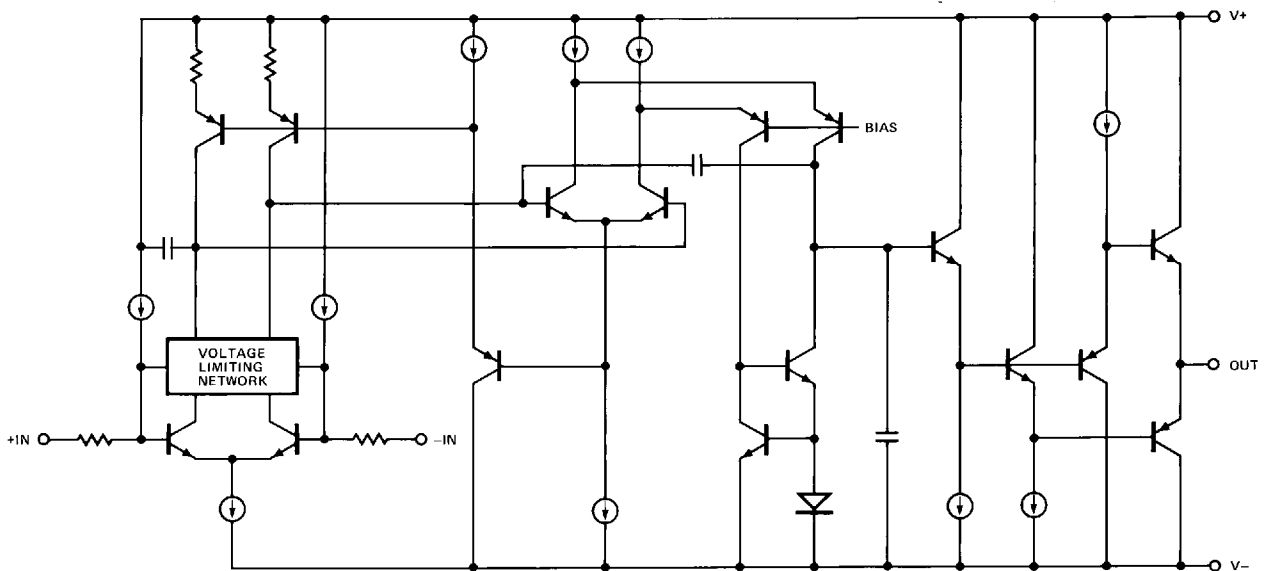 V+
BIAS
VOLTAGE
LIMITING
NETWORK
OUT
+IN
–IN
V–